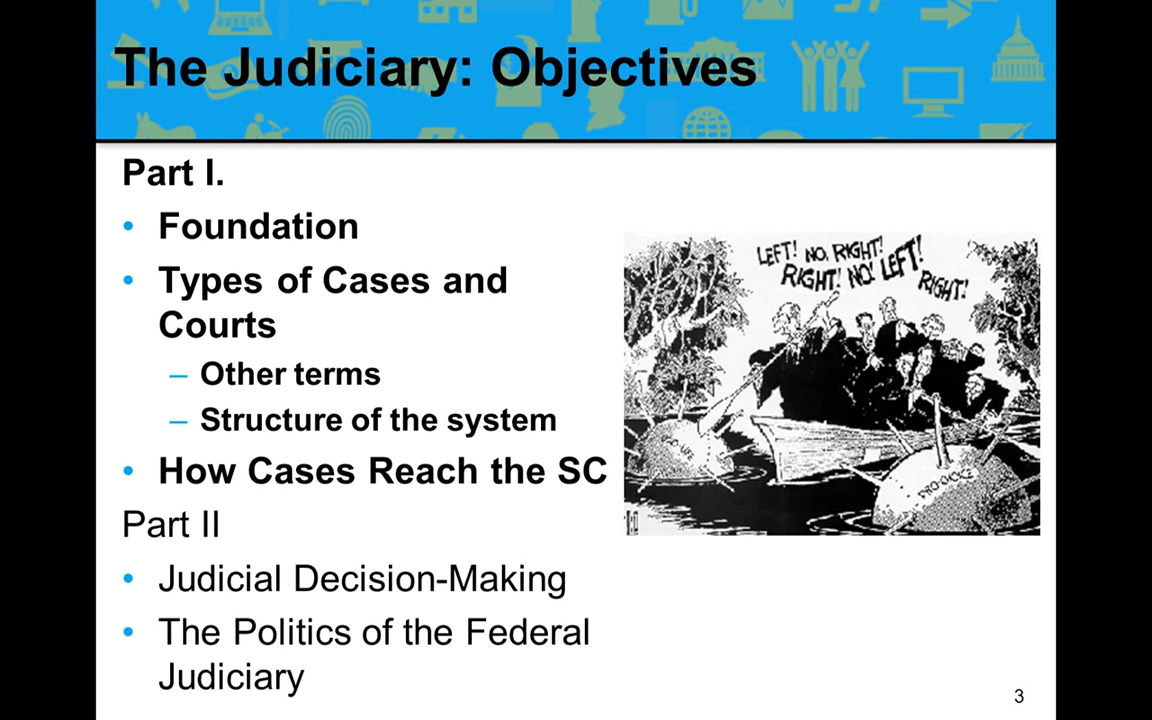 The Judiciary: Objectives
Part I.
• Foundation
• Types of Cases and
Courts
– Other terms
– Structure of the system
• How Cases Reach the SC
Part II
• Judicial Decision-Making
• The Politics of the Federal
Judiciary
LEFT! NO, RIGHT!
RIGHT! NO! LEFT!
RIGHT!
PRO-CHOICE
3